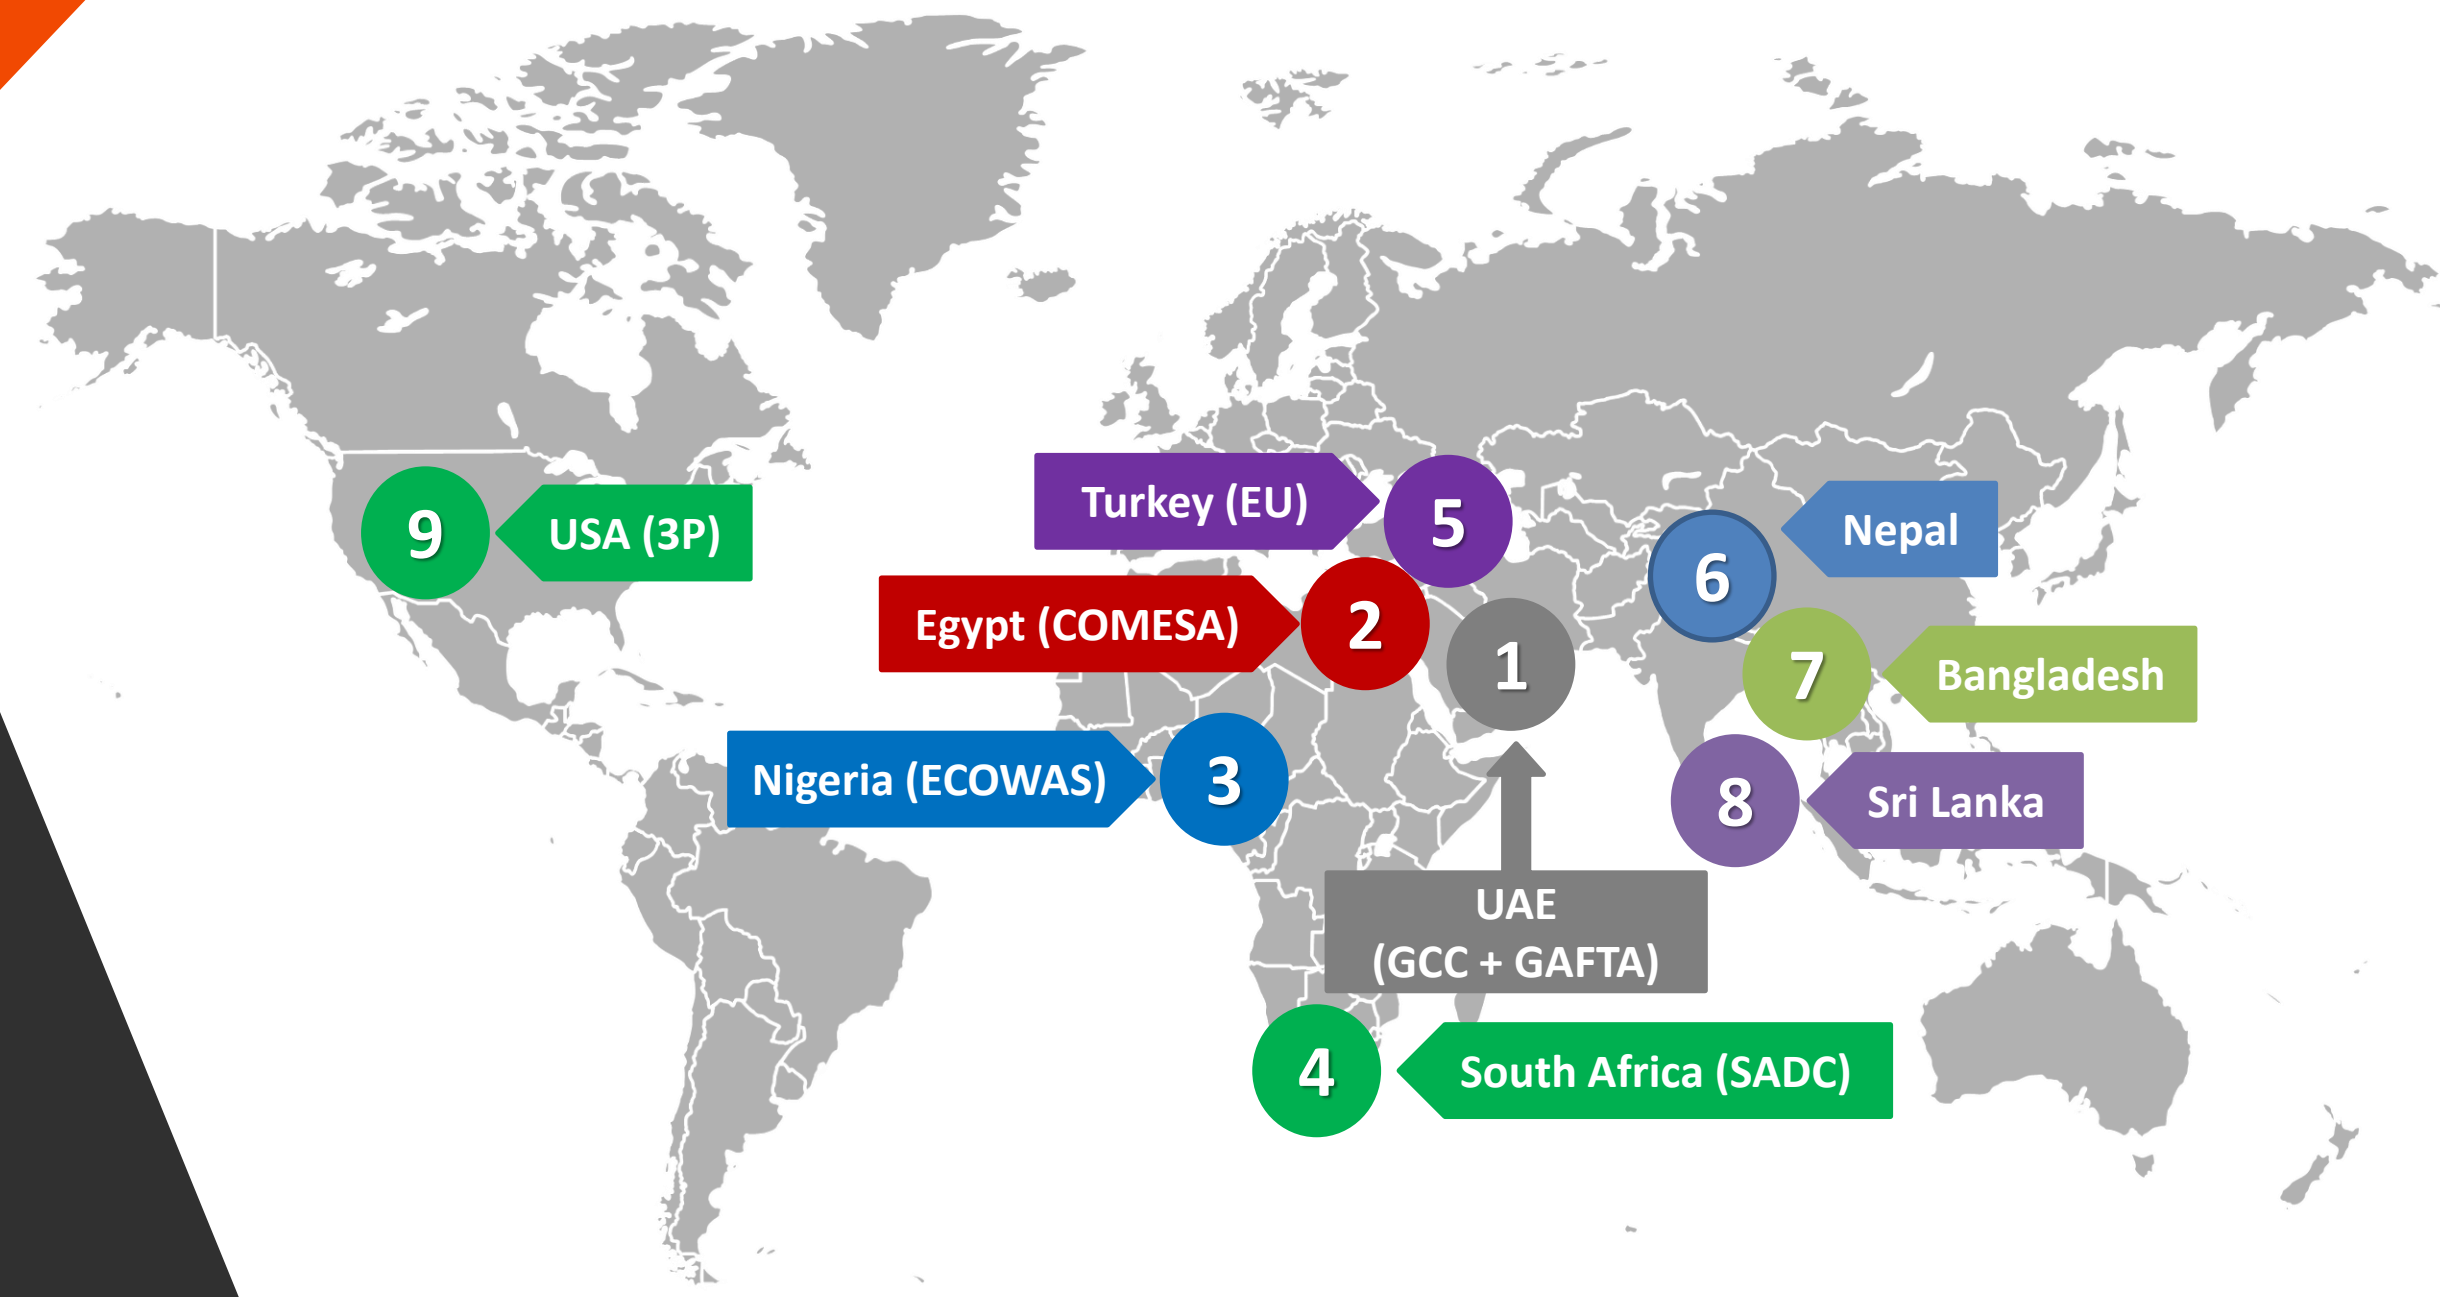 Turkey (EU)
5
9
USA (3P)
Nepal
6
Egypt (COMESA)
2
1
7
Bangladesh
Nigeria (ECOWAS)
3
8
Sri Lanka
UAE
(GCC + GAFTA)
4
South Africa (SADC)